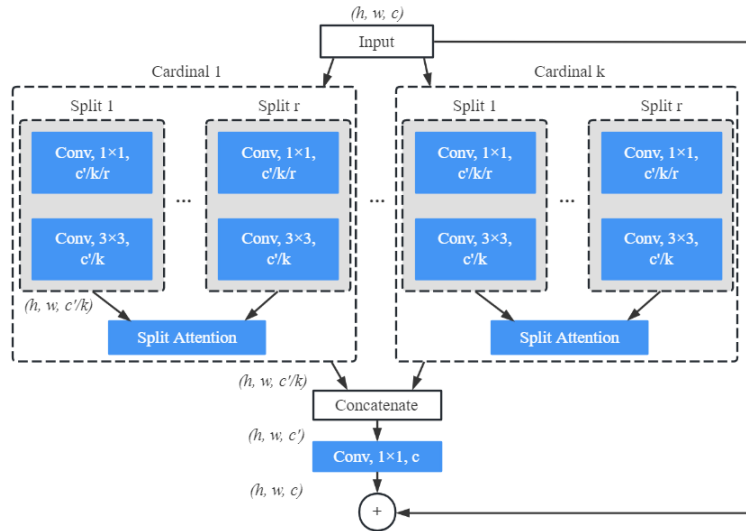 (h, w, c)
Input
Cardinal 1
Cardinal k
Split 1
Split r
Split 1
Split r
Conv, 1×1,
c'/k/r
Conv, 1×1,
c'/k/r
Conv, 1×1,
c'/k/r
Conv, 1×1,
c'/k/r
...
...
...
Conv, 3×3,
c'/k
Conv, 3×3,
c'/k
Conv, 3×3,
c'/k
Conv, 3×3,
c'/k
(h, w, c'/k)
Split Attention
Split Attention
(h, w, c'/k)
Concatenate
(h, w, c')
Conv, 1×1, c
(h, w, c)
+